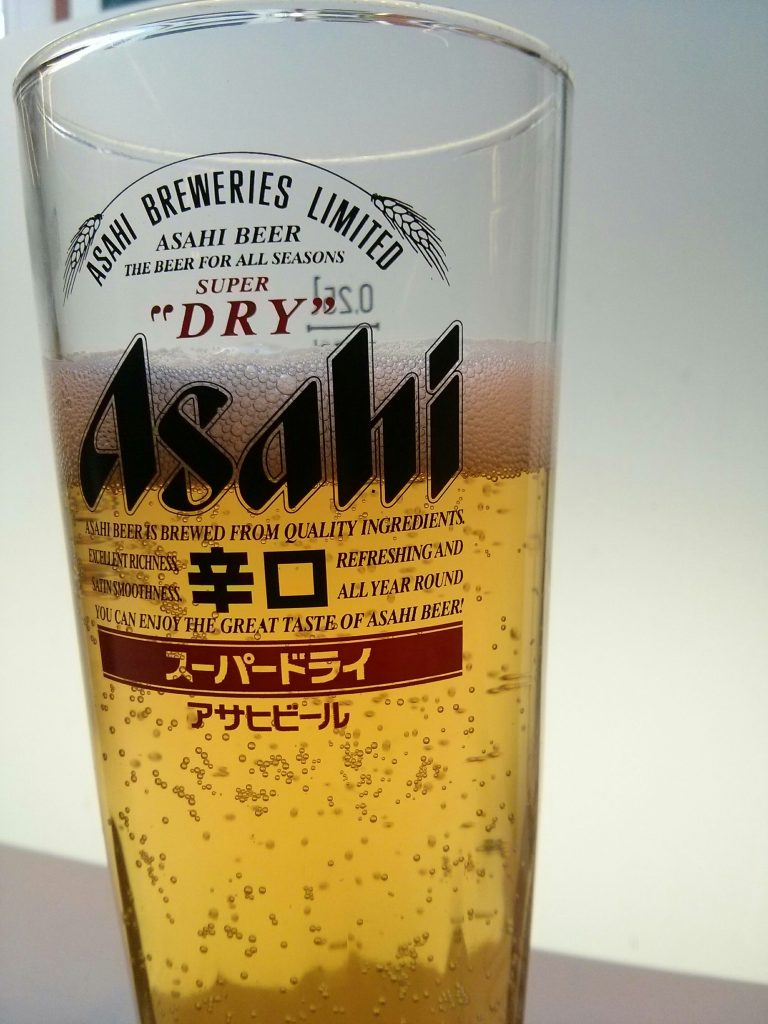 ASAHI BREWERIES LIMITED
ASAHI BEER
THE BEER FOR ALL SEASONS
SUPER
"DRY"
0.25l
Asahi
ASAHI BEER IS BREWED FROM QUALITY INGREDIENTS.
EXCELLENT RICHNESS, 辛口 REFRESHING AND
SATIN SMOOTHNESS. ALL YEAR ROUND
YOU CAN ENJOY THE GREAT TASTE OF ASAHI BEER!
スーパードライ
アサヒビール